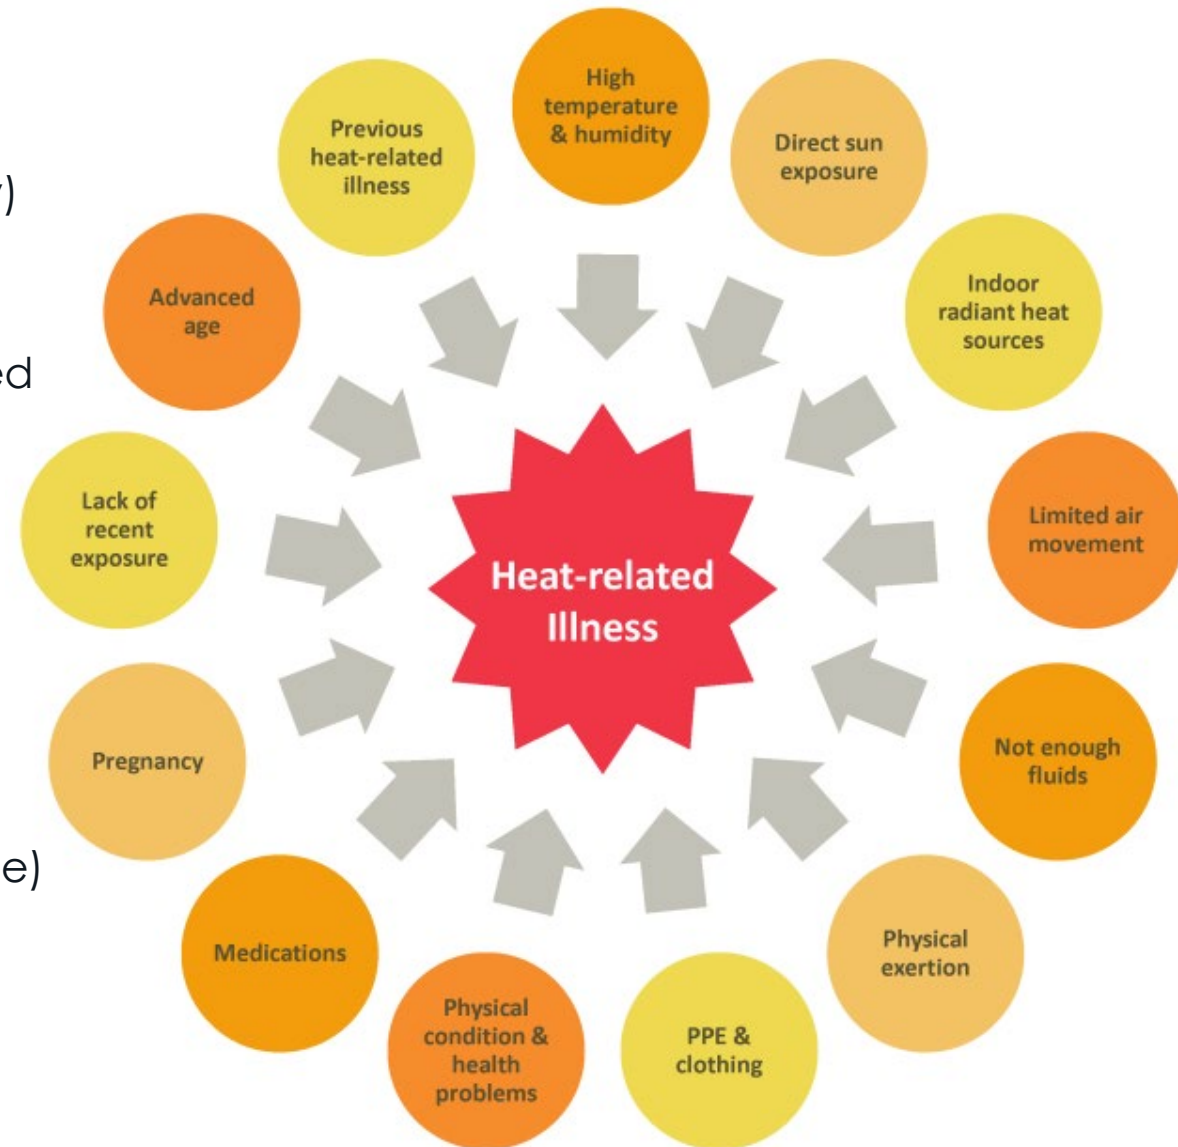 y)
ed
e)
High
temperature
& humidity
Direct sun
exposure
Indoor
radiant heat
sources
Limited air
movement
Not enough
fluids
Physical
exertion
PPE &
clothing
Physical
condition &
health
problems
Medications
Pregnancy
Lack of
recent
exposure
Advanced
age
Previous
heat-related
illness
Heat-related
Illness